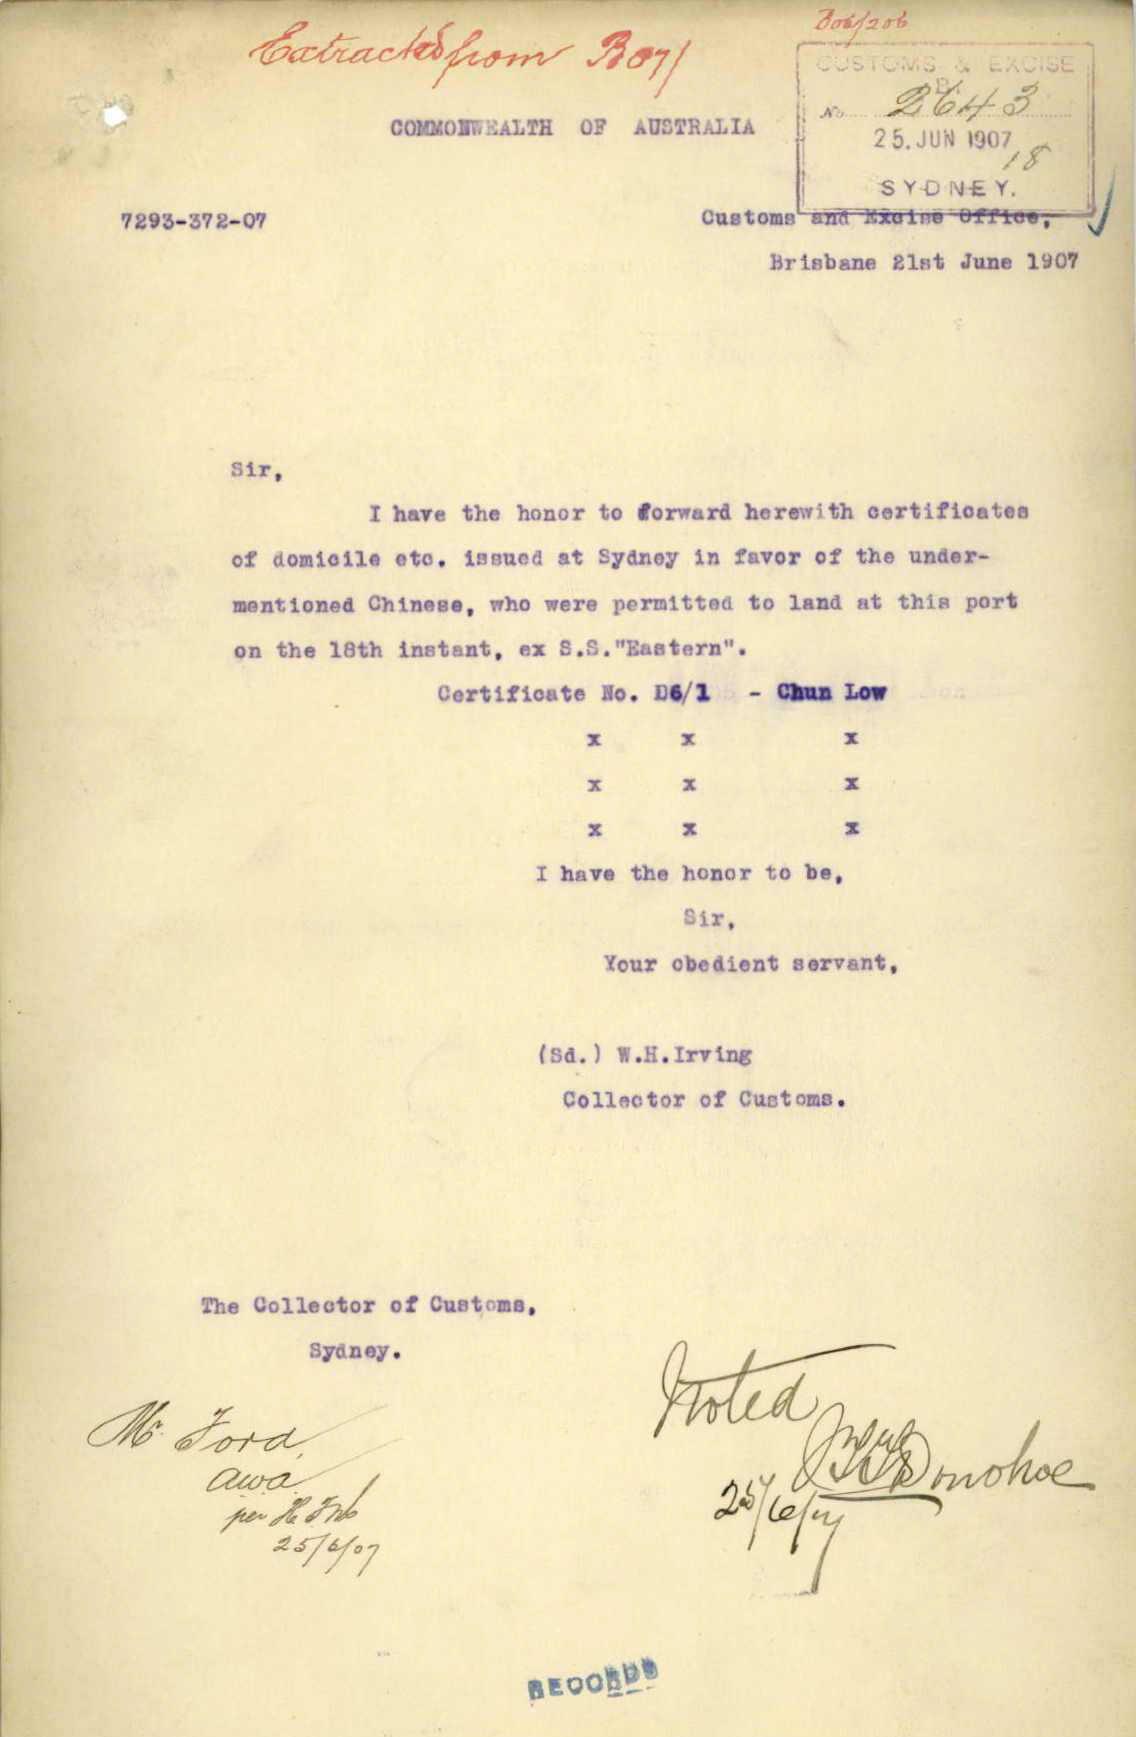 Extracted from B07/
B06/206
CUSTOMS & EXCISE
B.
No 2643
25. JUN 1907
18
SYDNEY.
COMMONWEALTH OF AUSTRALIA
7293-372-07
Customs and Excise Office,
Brisbane 21st June 1907
Sir,
I have the honor to forward herewith certificates
of domicile etc. issued at Sydney in favor of the under-
mentioned Chinese, who were permitted to land at this port
on the 18th instant, ex S.S."Eastern".
Certificate No. D6/1 - Chun Low
x x x
x x x
x x x
I have the honor to be,
Sir,
Your obedient servant,
(Sd.) W.H.Irving
Collector of Customs.
The Collector of Customs,
Sydney.
Mr. Ford
awa
per H
25/6/07
Noted
Donohoe
25/6/07
RECORDS